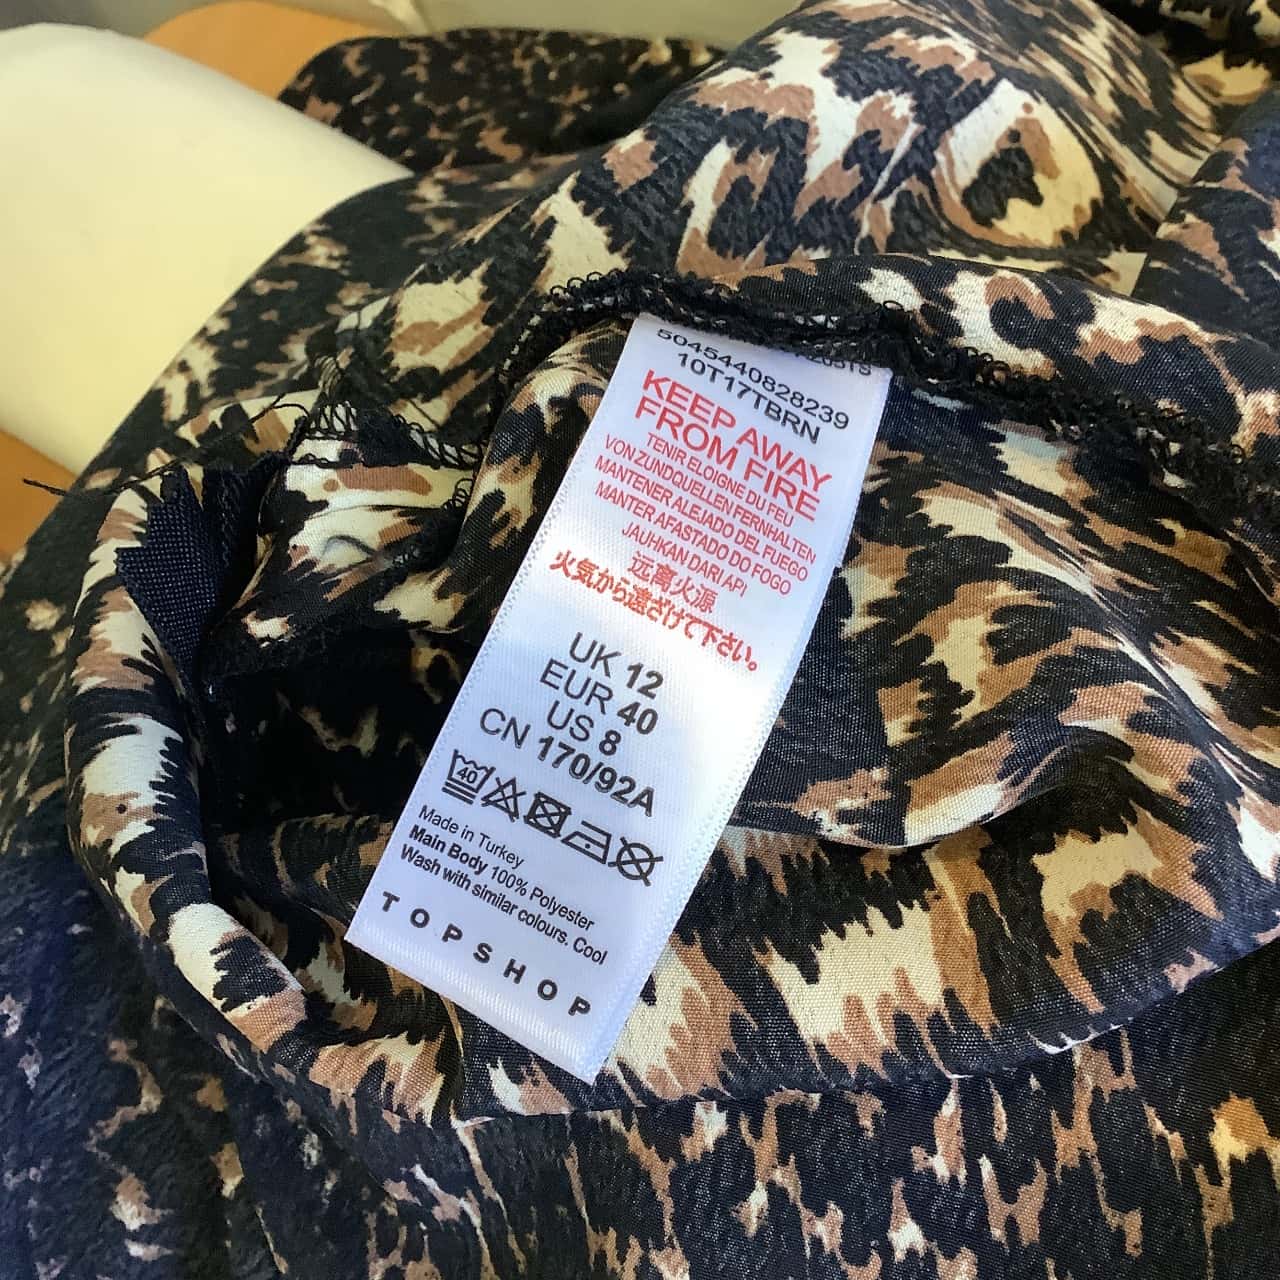 5045440828239
10T17TBRN
KEEP AWAY
FROM FIRE
TENIR ELOIGNE DU FEU
VON ZUNDQUELLEN FERNHALTEN
MANTENER ALEJADO DEL FUEGO
MANTER AFASTADO DO FOGO
JAUHKAN DARI API
远离火源
火気から遠ざけて下さい。
UK 12
EUR 40
US 8
CN 170/92A
40
Made in Turkey
Main Body 100% Polyester
Wash with similar colours. Cool
TOPSHOP